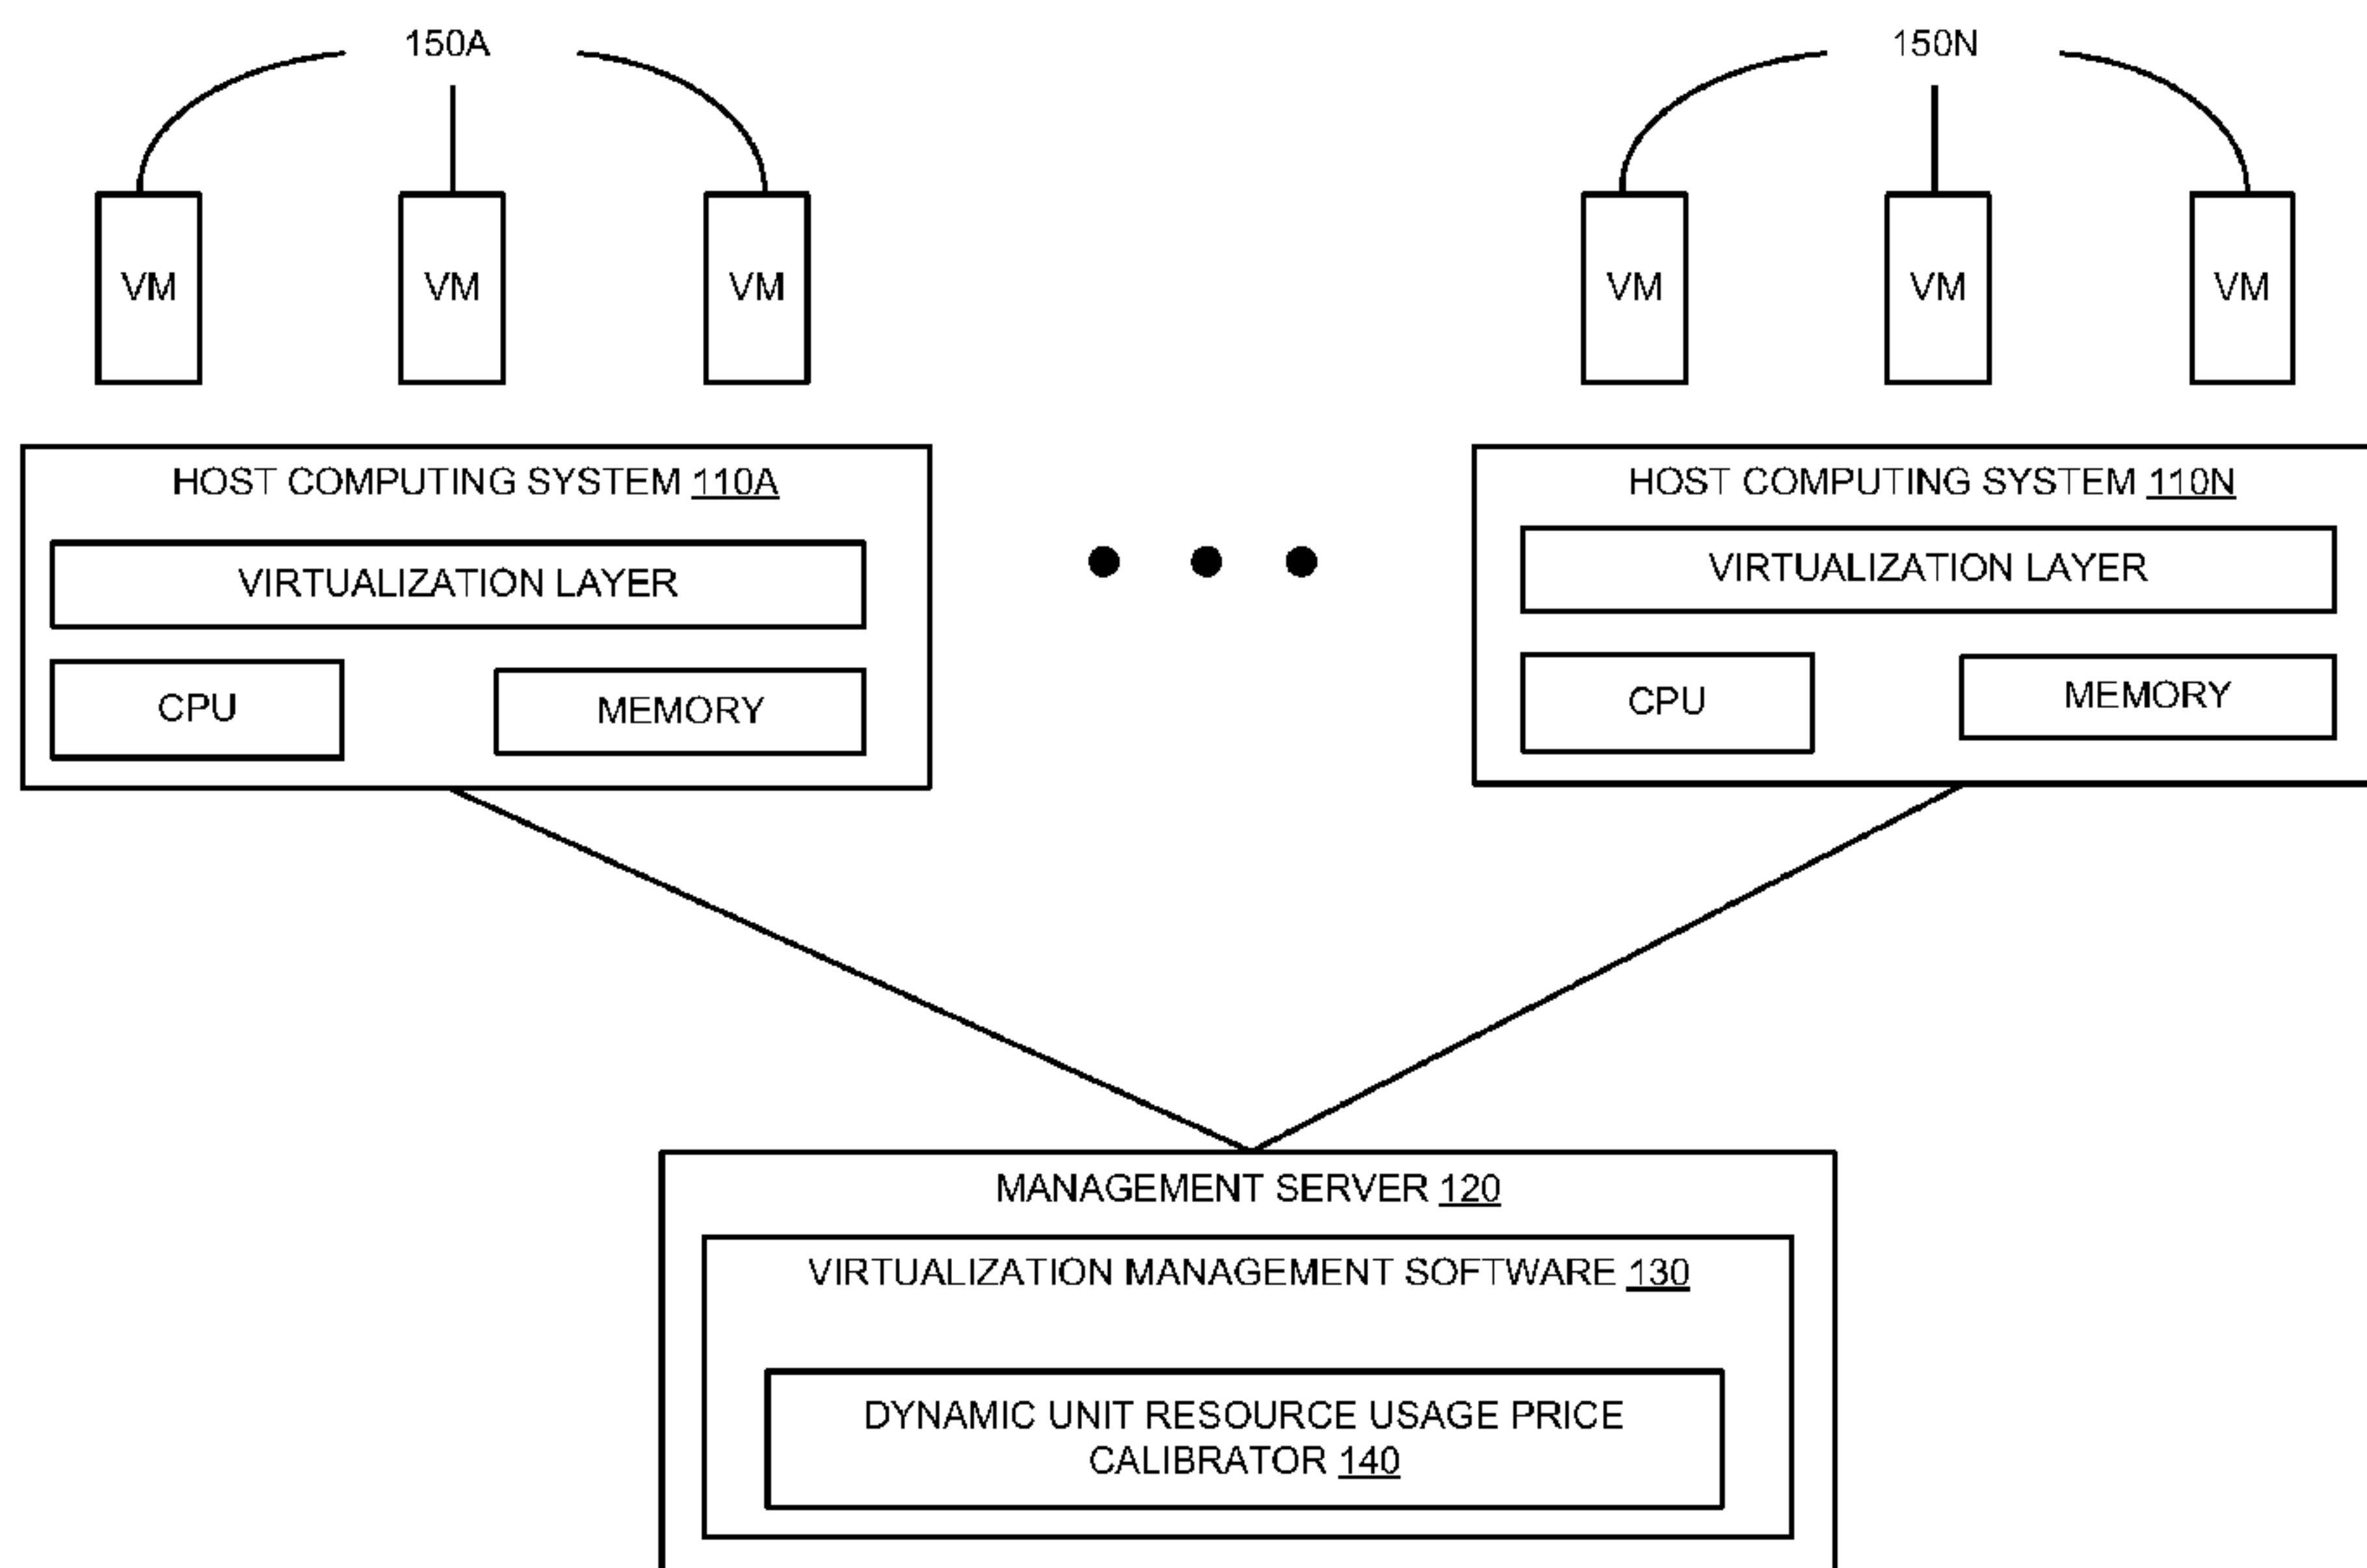 150A
150N
VM
VM
VM
VM
VM
VM
HOST COMPUTING SYSTEM 110A
VIRTUALIZATION LAYER
CPU
MEMORY
HOST COMPUTING SYSTEM 110N
VIRTUALIZATION LAYER
CPU
MEMORY
MANAGEMENT SERVER 120
VIRTUALIZATION MANAGEMENT SOFTWARE 130
DYNAMIC UNIT RESOURCE USAGE PRICE
CALIBRATOR 140